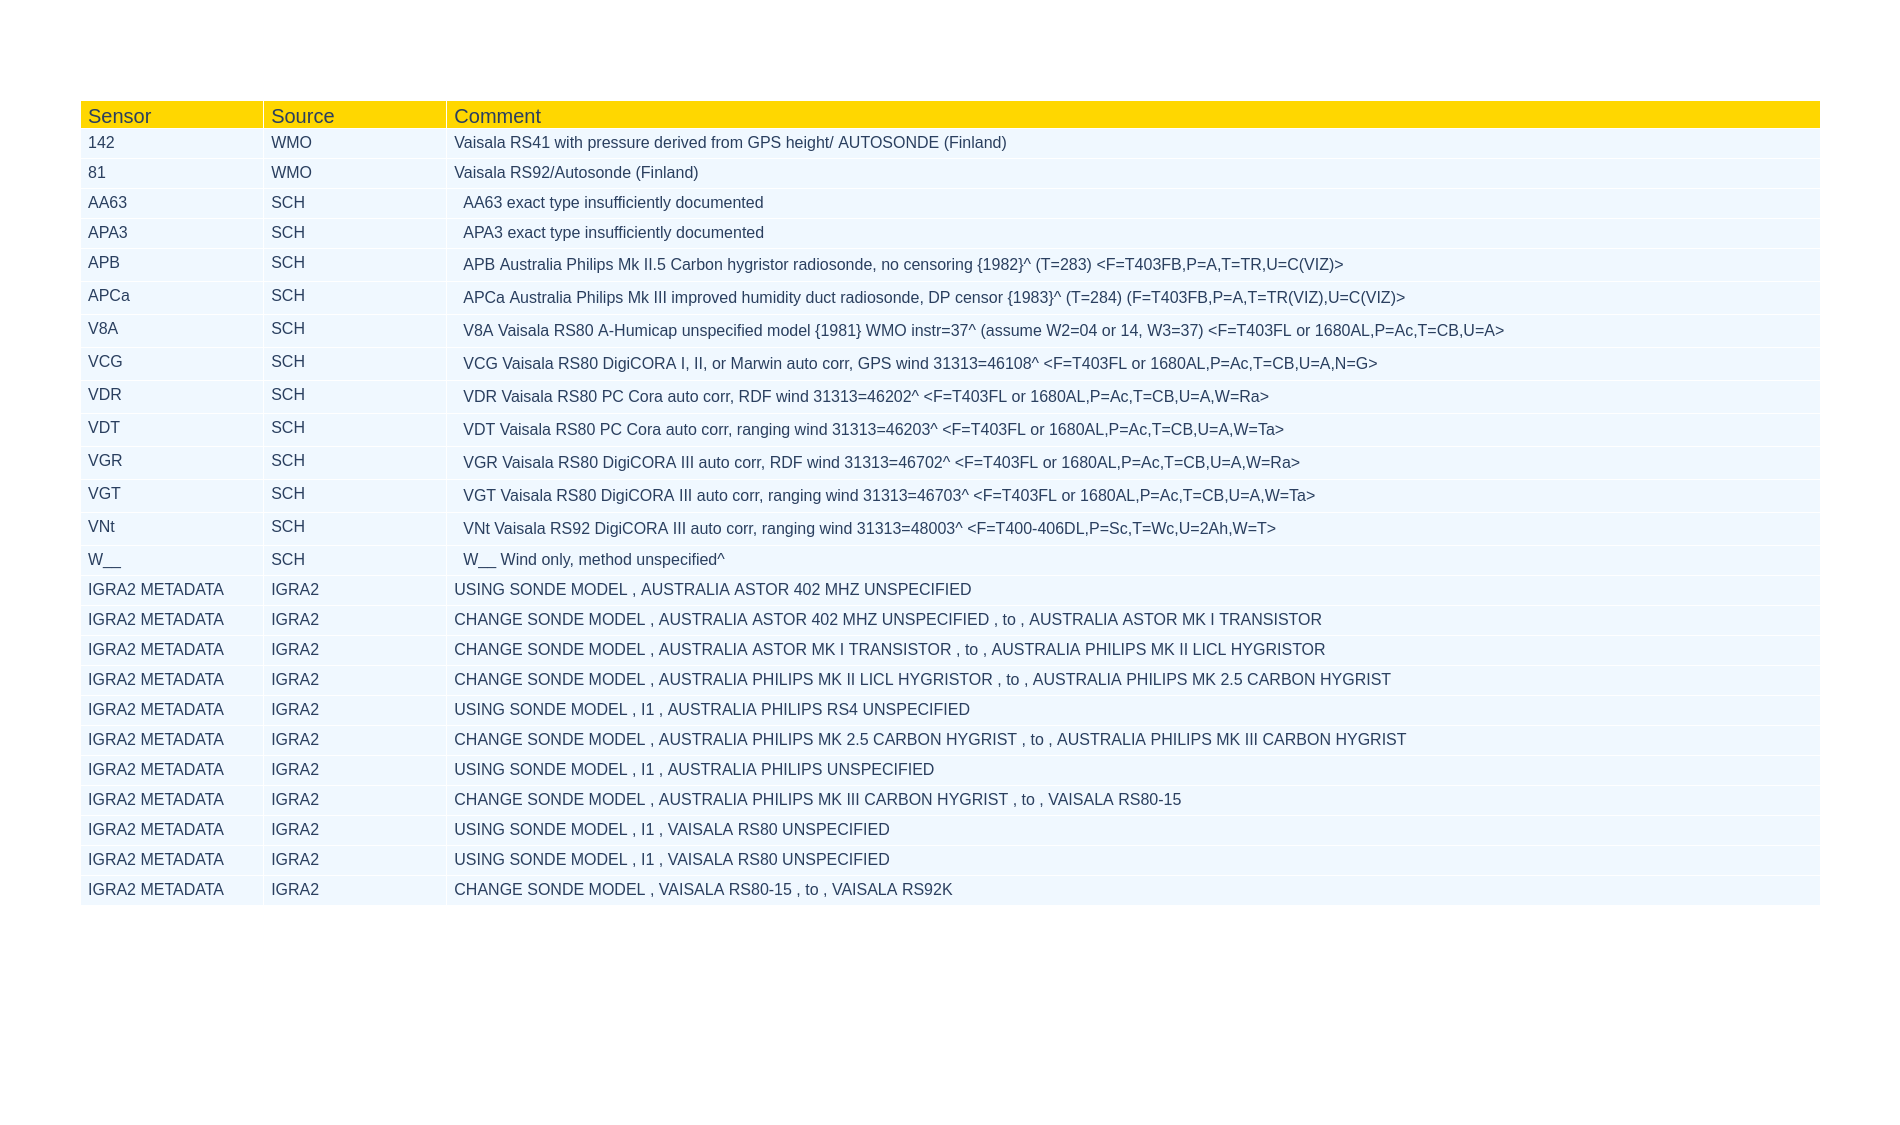 Sensor Source Comment
142 WMO Vaisala RS41 with pressure derived from GPS height/ AUTOSONDE (Finland)
81 WMO Vaisala RS92/Autosonde (Finland)
AA63 SCH AA63 exact type insufficiently documented
APA3 SCH APA3 exact type insufficiently documented
APB SCH APB Australia Philips Mk II.5 Carbon hygristor radiosonde, no censoring {1982}^ (T=283) <F=T403FB,P=A,T=TR,U=C(VIZ)>
APCa SCH APCa Australia Philips Mk III improved humidity duct radiosonde, DP censor {1983}^ (T=284) (F=T403FB,P=A,T=TR(VIZ),U=C(VIZ)>
V8A SCH V8A Vaisala RS80 A-Humicap unspecified model {1981} WMO instr=37^ (assume W2=04 or 14, W3=37) <F=T403FL or 1680AL,P=Ac,T=CB,U=A>
VCG SCH VCG Vaisala RS80 DigiCORA I, II, or Marwin auto corr, GPS wind 31313=46108^ <F=T403FL or 1680AL,P=Ac,T=CB,U=A,N=G>
VDR SCH VDR Vaisala RS80 PC Cora auto corr, RDF wind 31313=46202^ <F=T403FL or 1680AL,P=Ac,T=CB,U=A,W=Ra>
VDT SCH VDT Vaisala RS80 PC Cora auto corr, ranging wind 31313=46203^ <F=T403FL or 1680AL,P=Ac,T=CB,U=A,W=Ta>
VGR SCH VGR Vaisala RS80 DigiCORA III auto corr, RDF wind 31313=46702^ <F=T403FL or 1680AL,P=Ac,T=CB,U=A,W=Ra>
VGT SCH VGT Vaisala RS80 DigiCORA III auto corr, ranging wind 31313=46703^ <F=T403FL or 1680AL,P=Ac,T=CB,U=A,W=Ta>
VNt SCH VNt Vaisala RS92 DigiCORA III auto corr, ranging wind 31313=48003^ <F=T400-406DL,P=Sc,T=Wc,U=2Ah,W=T>
W__ SCH W__ Wind only, method unspecified^
IGRA2 METADATA IGRA2 USING SONDE MODEL , AUSTRALIA ASTOR 402 MHZ UNSPECIFIED
IGRA2 METADATA IGRA2 CHANGE SONDE MODEL , AUSTRALIA ASTOR 402 MHZ UNSPECIFIED , to , AUSTRALIA ASTOR MK I TRANSISTOR
IGRA2 METADATA IGRA2 CHANGE SONDE MODEL , AUSTRALIA ASTOR MK I TRANSISTOR , to , AUSTRALIA PHILIPS MK II LICL HYGRISTOR
IGRA2 METADATA IGRA2 CHANGE SONDE MODEL , AUSTRALIA PHILIPS MK II LICL HYGRISTOR , to , AUSTRALIA PHILIPS MK 2.5 CARBON HYGRIST
IGRA2 METADATA IGRA2 USING SONDE MODEL , I1 , AUSTRALIA PHILIPS RS4 UNSPECIFIED
IGRA2 METADATA IGRA2 CHANGE SONDE MODEL , AUSTRALIA PHILIPS MK 2.5 CARBON HYGRIST , to , AUSTRALIA PHILIPS MK III CARBON HYGRIST
IGRA2 METADATA IGRA2 USING SONDE MODEL , I1 , AUSTRALIA PHILIPS UNSPECIFIED
IGRA2 METADATA IGRA2 CHANGE SONDE MODEL , AUSTRALIA PHILIPS MK III CARBON HYGRIST , to , VAISALA RS80-15
IGRA2 METADATA IGRA2 USING SONDE MODEL , I1 , VAISALA RS80 UNSPECIFIED
IGRA2 METADATA IGRA2 USING SONDE MODEL , I1 , VAISALA RS80 UNSPECIFIED
IGRA2 METADATA IGRA2 CHANGE SONDE MODEL , VAISALA RS80-15 , to , VAISALA RS92K